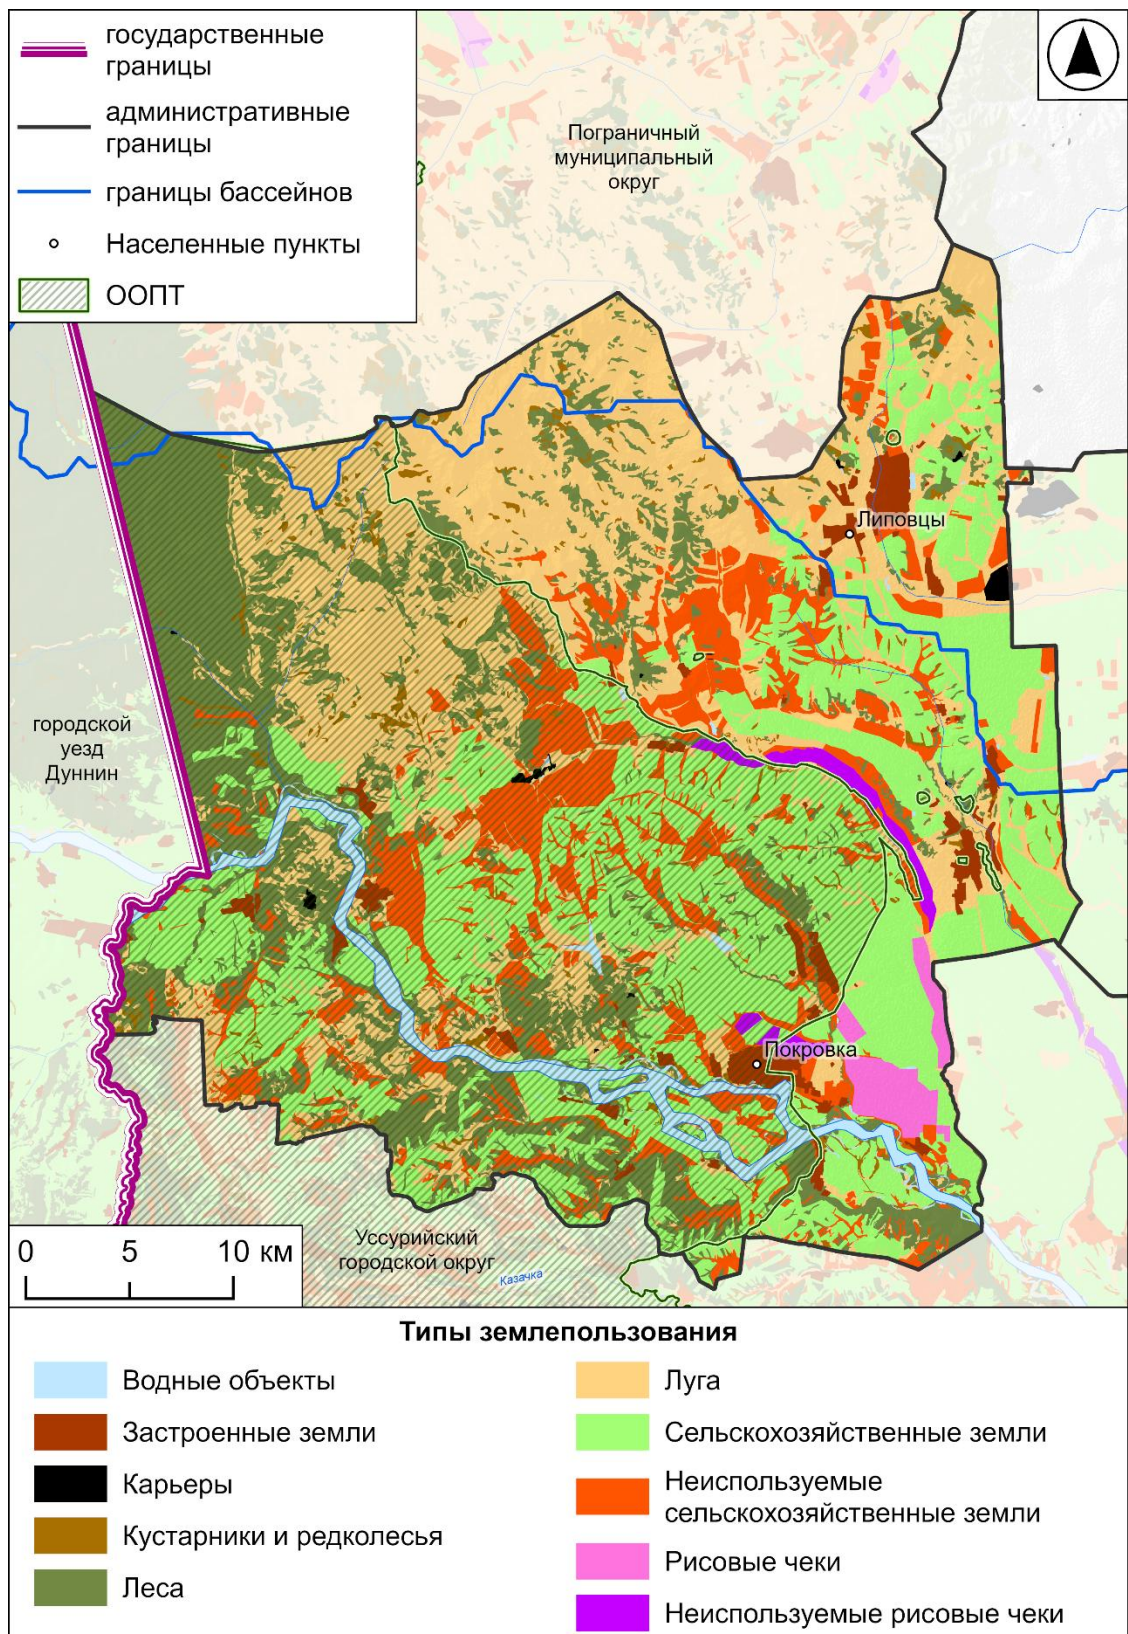 государственные
границы
административные
границы
границы бассейнов
Населенные пункты
ООПТ
Пограничный
муниципальный
округ
Липовцы
городской
уезд
Дуннин
Покровка
Уссурийский
городской округ
Казачка
0 5 10 км
Типы землепользования
Водные объекты
Застроенные земли
Карьеры
Кустарники и редколесья
Леса
Луга
Сельскохозяйственные земли
Неиспользуемые
сельскохозяйственные земли
Рисовые чеки
Неиспользуемые рисовые чеки